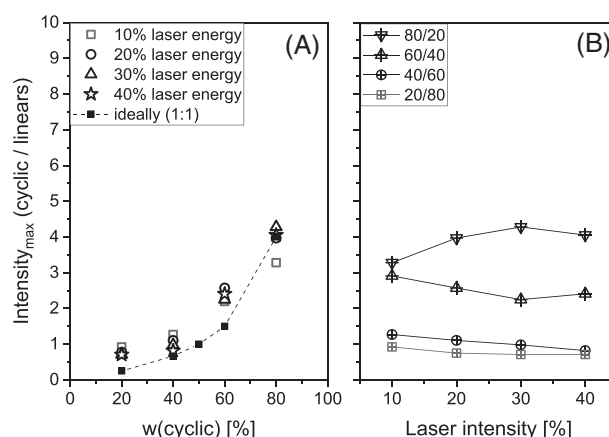 10
9
8
7
6
5
4
3
2
1
0
Intensitymax (cyclic / linears)
10% laser energy
20% laser energy
30% laser energy
40% laser energy
ideally (1:1)
(A)
0 20 40 60 80 100
w(cyclic) [%]
80/20
60/40
40/60
20/80
(B)
10 20 30 40
Laser intensity [%]